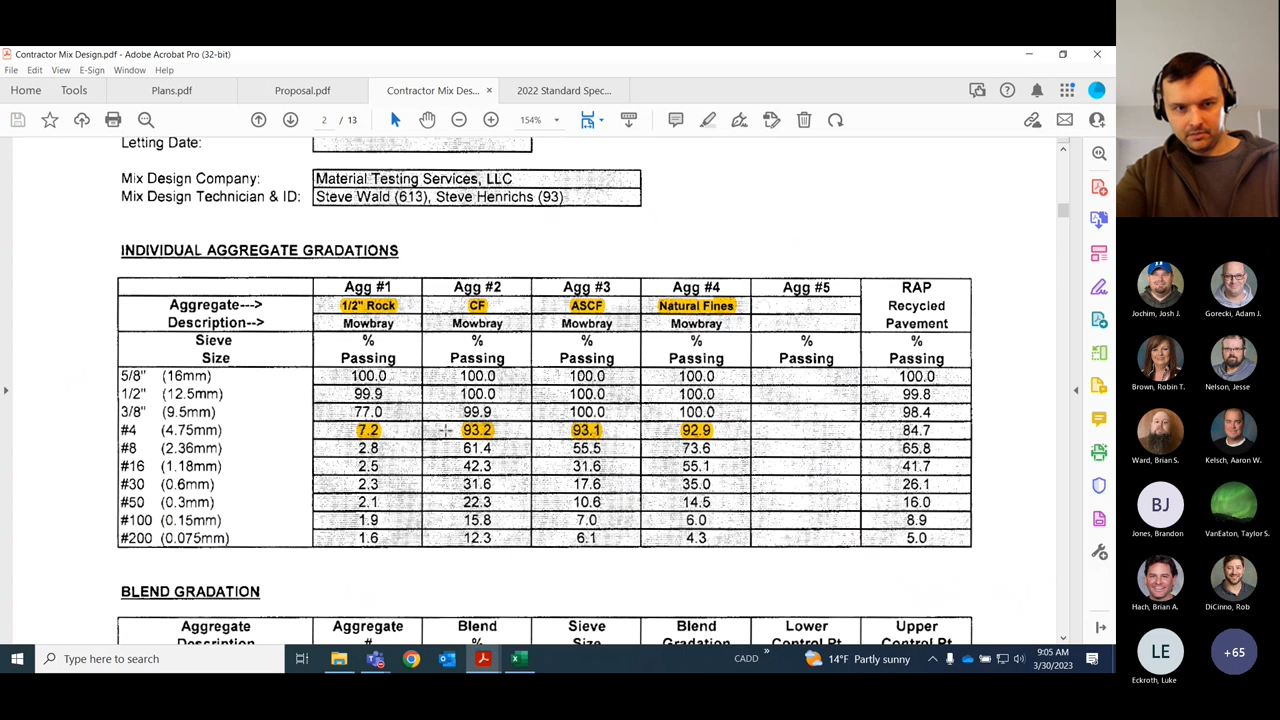 Contractor Mix Design.pdf - Adobe Acrobat Pro (32-bit)
File Edit View E-Sign Window Help
Home Tools Plans.pdf Proposal.pdf Contractor Mix Des... × 2022 Standard Spec...
2 / 13 154%
Letting Date:
Mix Design Company: Material Testing Services, LLC
Mix Design Technician & ID: Steve Wald (613), Steve Henrichs (93)
INDIVIDUAL AGGREGATE GRADATIONS
Agg #1 Agg #2 Agg #3 Agg #4 Agg #5 RAP
Aggregate---> 1/2" Rock CF ASCF Natural Fines Recycled
Description--> Mowbray Mowbray Mowbray Mowbray Pavement
Sieve % % % % % %
Size Passing Passing Passing Passing Passing Passing
5/8" (16mm) 100.0 100.0 100.0 100.0 100.0
1/2" (12.5mm) 99.9 100.0 100.0 100.0 99.8
3/8" (9.5mm) 77.0 99.9 100.0 100.0 98.4
#4 (4.75mm) 7.2 93.2 93.1 92.9 84.7
#8 (2.36mm) 2.8 61.4 55.5 73.6 65.8
#16 (1.18mm) 2.5 42.3 31.6 55.1 41.7
#30 (0.6mm) 2.3 31.6 17.6 35.0 26.1
#50 (0.3mm) 2.1 22.3 10.6 14.5 16.0
#100 (0.15mm) 1.9 15.8 7.0 6.0 8.9
#200 (0.075mm) 1.6 12.3 6.1 4.3 5.0
BLEND GRADATION
Aggregate Aggregate Blend Sieve Blend Lower Upper
Description # % Size Gradation Control Pt Control Pt
Type here to search
CADD » 14°F Partly sunny 9:05 AM
3/30/2023
Jochim, Josh J. Gorecki, Adam J.
Brown, Robin T. Nelson, Jesse
Ward, Brian S. Kelsch, Aaron W.
BJ
Jones, Brandon VanEaton, Taylor S.
Hach, Brian A. DiCinno, Rob
LE +65
Eckroth, Luke